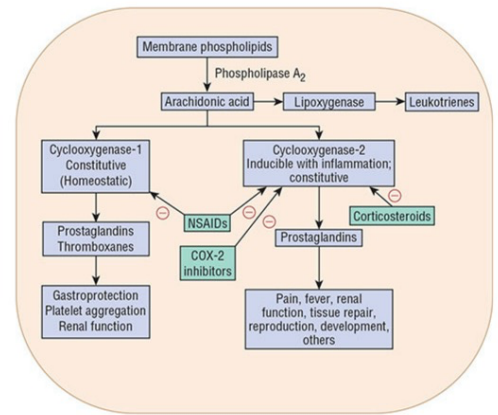 Membrane phospholipids
Phospholipase A2
Arachidonic acid
Lipoxygenase
Leukotrienes
Cyclooxygenase-1
Constitutive
(Homeostatic)
Cyclooxygenase-2
Inducible with inflammation;
constitutive
NSAIDs
Corticosteroids
Prostaglandins
Thromboxanes
COX-2
inhibitors
Prostaglandins
Gastroprotection
Platelet aggregation
Renal function
Pain, fever, renal
function, tissue repair,
reproduction, development,
others